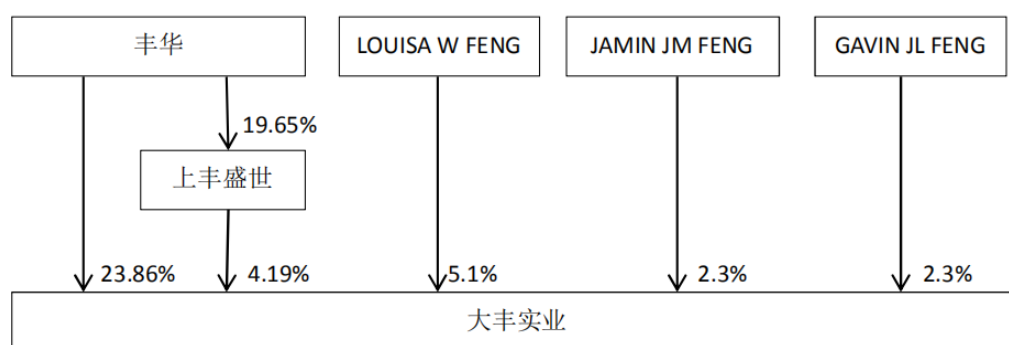 丰华
LOUISA W FENG
JAMIN JM FENG
GAVIN JL FENG
19.65%
上丰盛世
23.86%
4.19%
5.1%
2.3%
2.3%
大丰实业